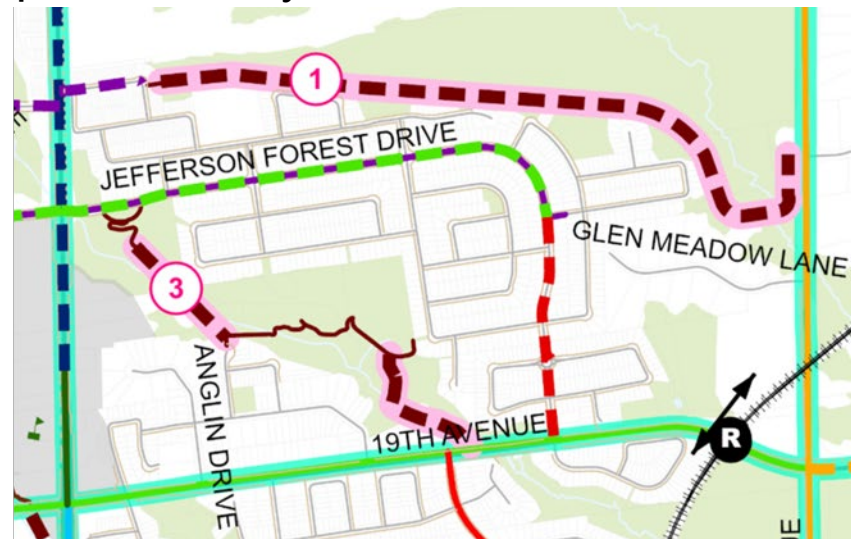 1
JEFFERSON FOREST DRIVE
GLEN MEADOW LANE
3
ANGLIN DRIVE
19TH AVENUE
R